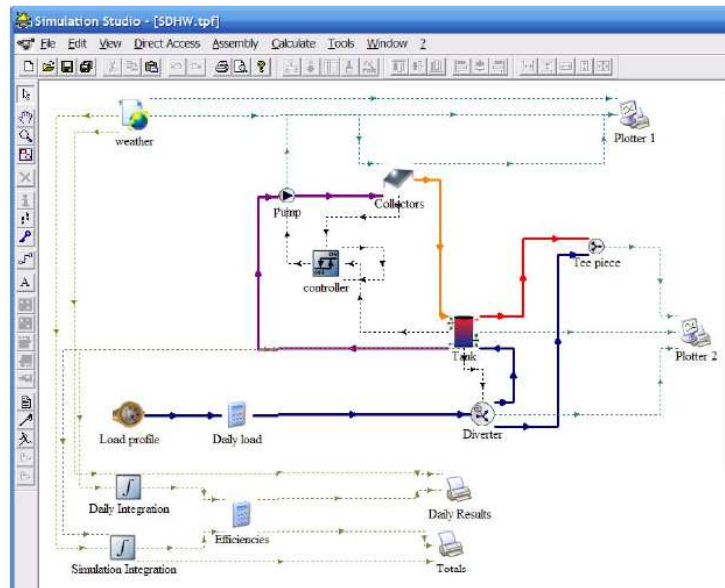 Simulation Studio - [SDHW.tpf]
File Edit View Direct Access Assembly Calculate Tools Window ?
weather
Plotter 1
Pump
Collectors
controller
Tee piece
Tank
Plotter 2
Load profile
Daily load
Diverter
Daily Integration
Efficiencies
Daily Results
Simulation Integration
Totals